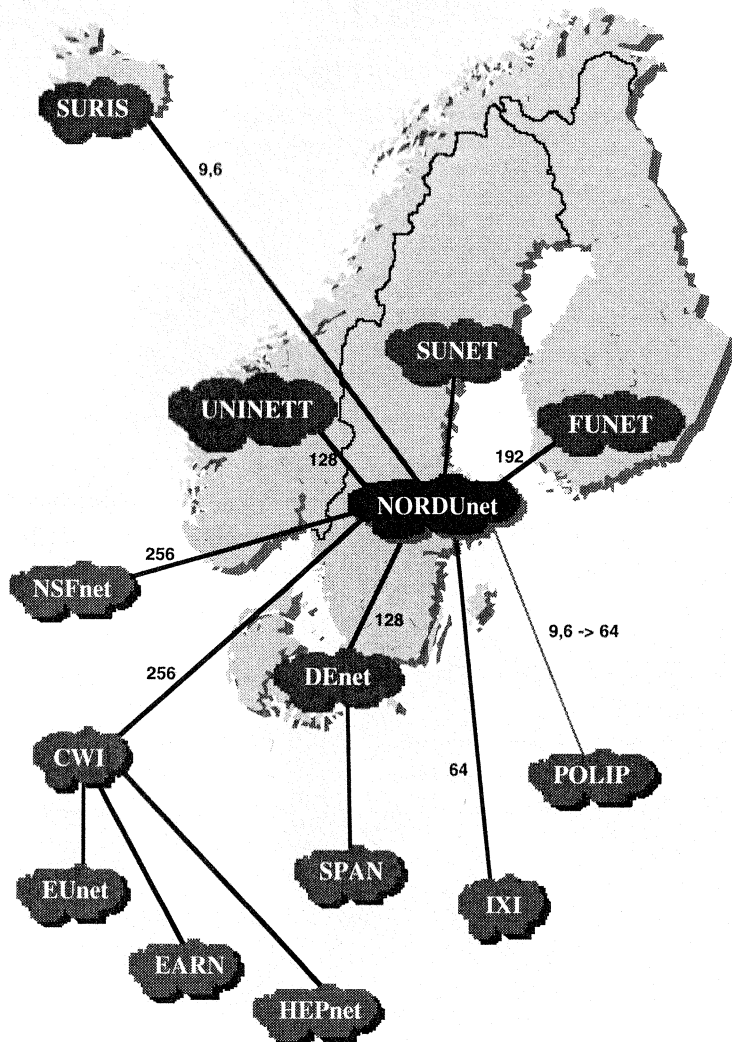 SURIS
9,6
SUNET
UNINETT
FUNET
128
192
NORDUnet
256
NSFnet
128
9,6 -> 64
256
DEnet
CWI
64
POLIP
SPAN
EUnet
IXI
EARN
HEPnet